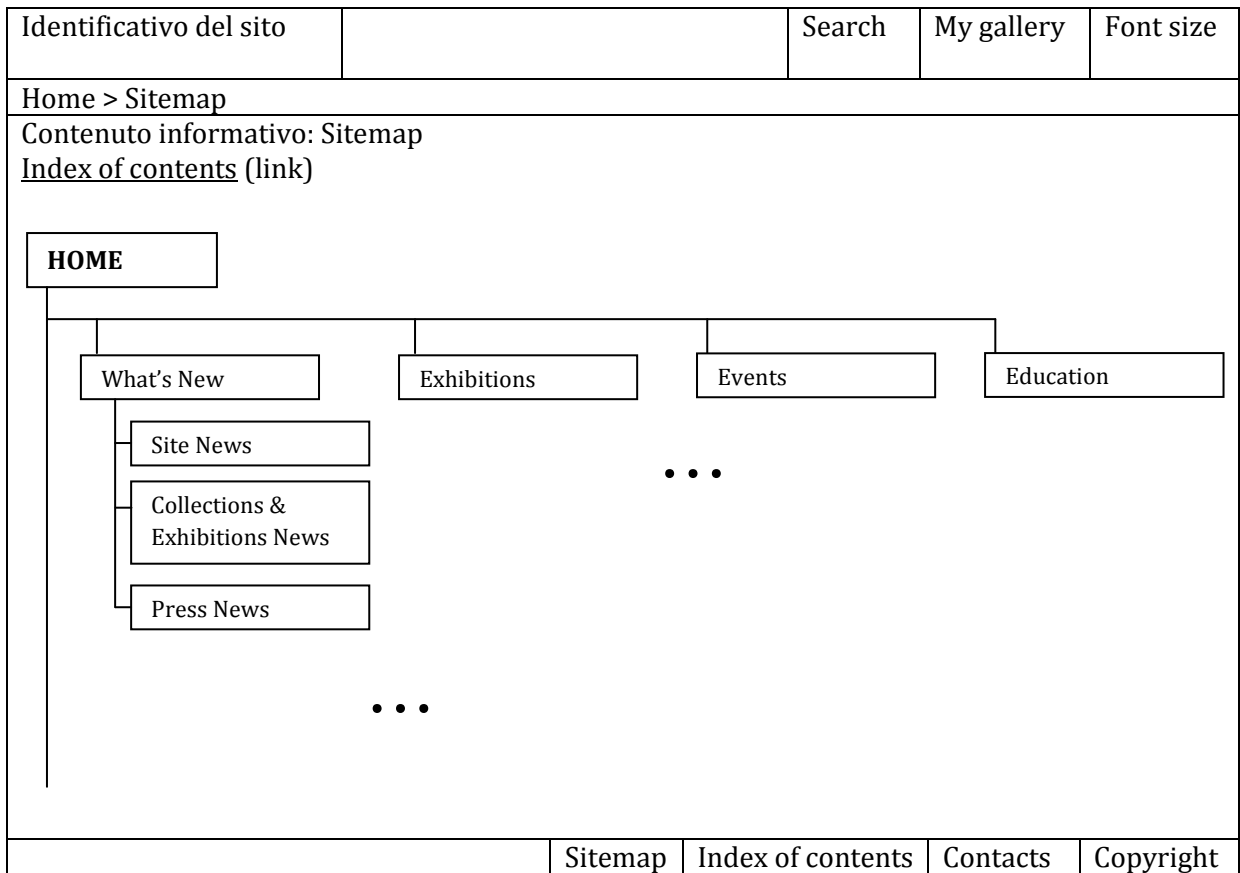 Identificativo del sito Search My gallery Font size
Home > Sitemap
Contenuto informativo: Sitemap
Index of contents (link)
HOME
What's New Exhibitions Events Education
Site News
• • •
Collections &
Exhibitions News
Press News
• • •
Sitemap Index of contents Contacts Copyright